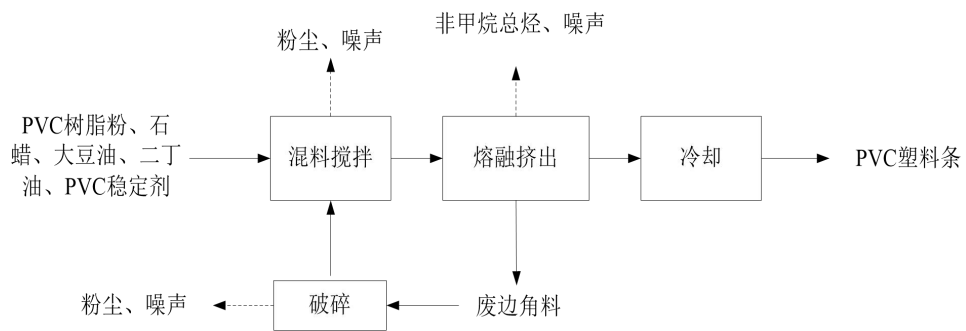 非甲烷总烃、噪声
粉尘、噪声
PVC树脂粉、石
蜡、大豆油、二丁
油、PVC稳定剂
混料搅拌
熔融挤出
冷却
PVC塑料条
粉尘、噪声
破碎
废边角料